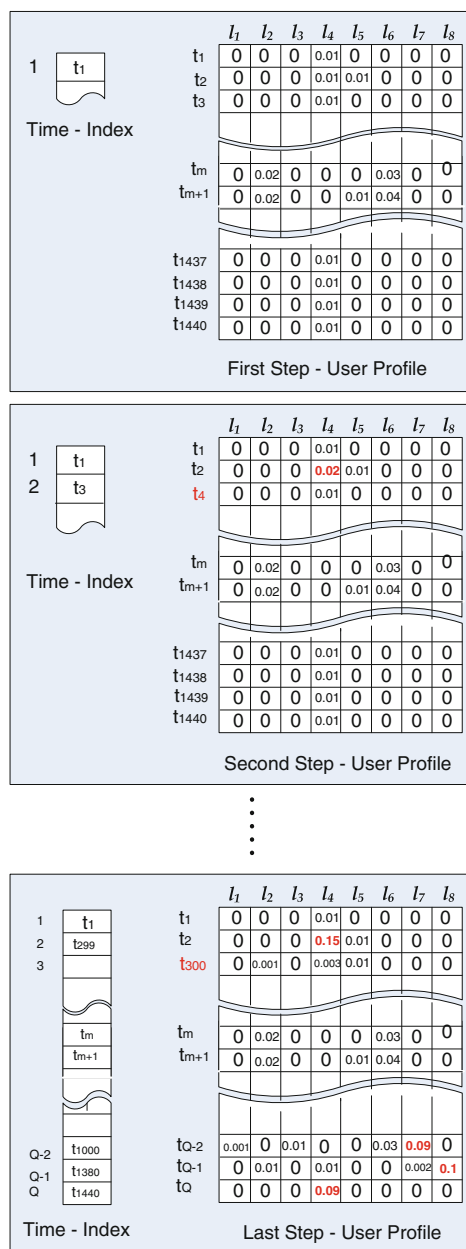 l1 l2 l3 l4 l5 l6 l7 l8
1 t1
t1 0 0 0 0.01 0 0 0 0
t2 0 0 0 0.01 0.01 0 0 0
t3 0 0 0 0.01 0 0 0 0
Time - Index
tm 0 0.02 0 0 0 0.03 0 0
tm+1 0 0.02 0 0 0.01 0.04 0 0
t1437 0 0 0 0.01 0 0 0 0
t1438 0 0 0 0.01 0 0 0 0
t1439 0 0 0 0.01 0 0 0 0
t1440 0 0 0 0.01 0 0 0 0
First Step - User Profile
l1 l2 l3 l4 l5 l6 l7 l8
1 t1
2 t3
t1 0 0 0 0.01 0 0 0 0
t2 0 0 0 0.02 0.01 0 0 0
t4 0 0 0 0.01 0 0 0 0
Time - Index
tm 0 0.02 0 0 0 0.03 0 0
tm+1 0 0.02 0 0 0.01 0.04 0 0
t1437 0 0 0 0.01 0 0 0 0
t1438 0 0 0 0.01 0 0 0 0
t1439 0 0 0 0.01 0 0 0 0
t1440 0 0 0 0.01 0 0 0 0
Second Step - User Profile
l1 l2 l3 l4 l5 l6 l7 l8
1 t1
2 t299
3
tm
tm+1
Q-2 t1000
Q-1 t1380
Q t1440
Time - Index
t1 0 0 0 0.01 0 0 0 0
t2 0 0 0 0.15 0.01 0 0 0
t300 0 0.001 0 0.003 0.01 0 0 0
tm 0 0.02 0 0 0 0.03 0 0
tm+1 0 0.02 0 0 0.01 0.04 0 0
tQ-2 0.001 0 0.01 0 0 0.03 0.09 0
tQ-1 0 0.01 0 0.01 0 0 0.002 0.1
tQ 0 0 0 0.09 0 0 0 0
Last Step - User Profile